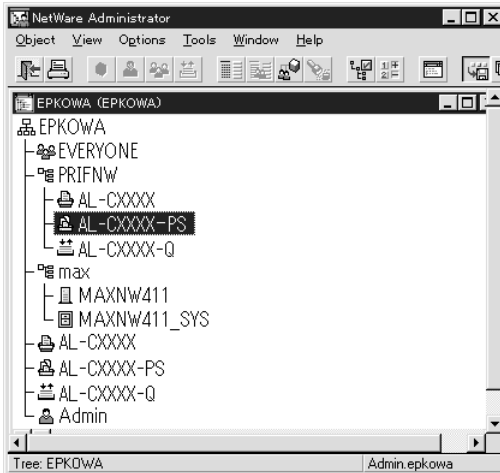 NetWare Administrator
Object View Options Tools Window Help
EPKOWA (EPKOWA)
EPKOWA
EVERYONE
PRIFNW
AL-CXXXX
AL-CXXXX-PS
AL-CXXXX-Q
max
MAXNW411
MAXNW411_SYS
AL-CXXXX
AL-CXXXX-PS
AL-CXXXX-Q
Admin
Tree: EPKOWA Admin.epkowa